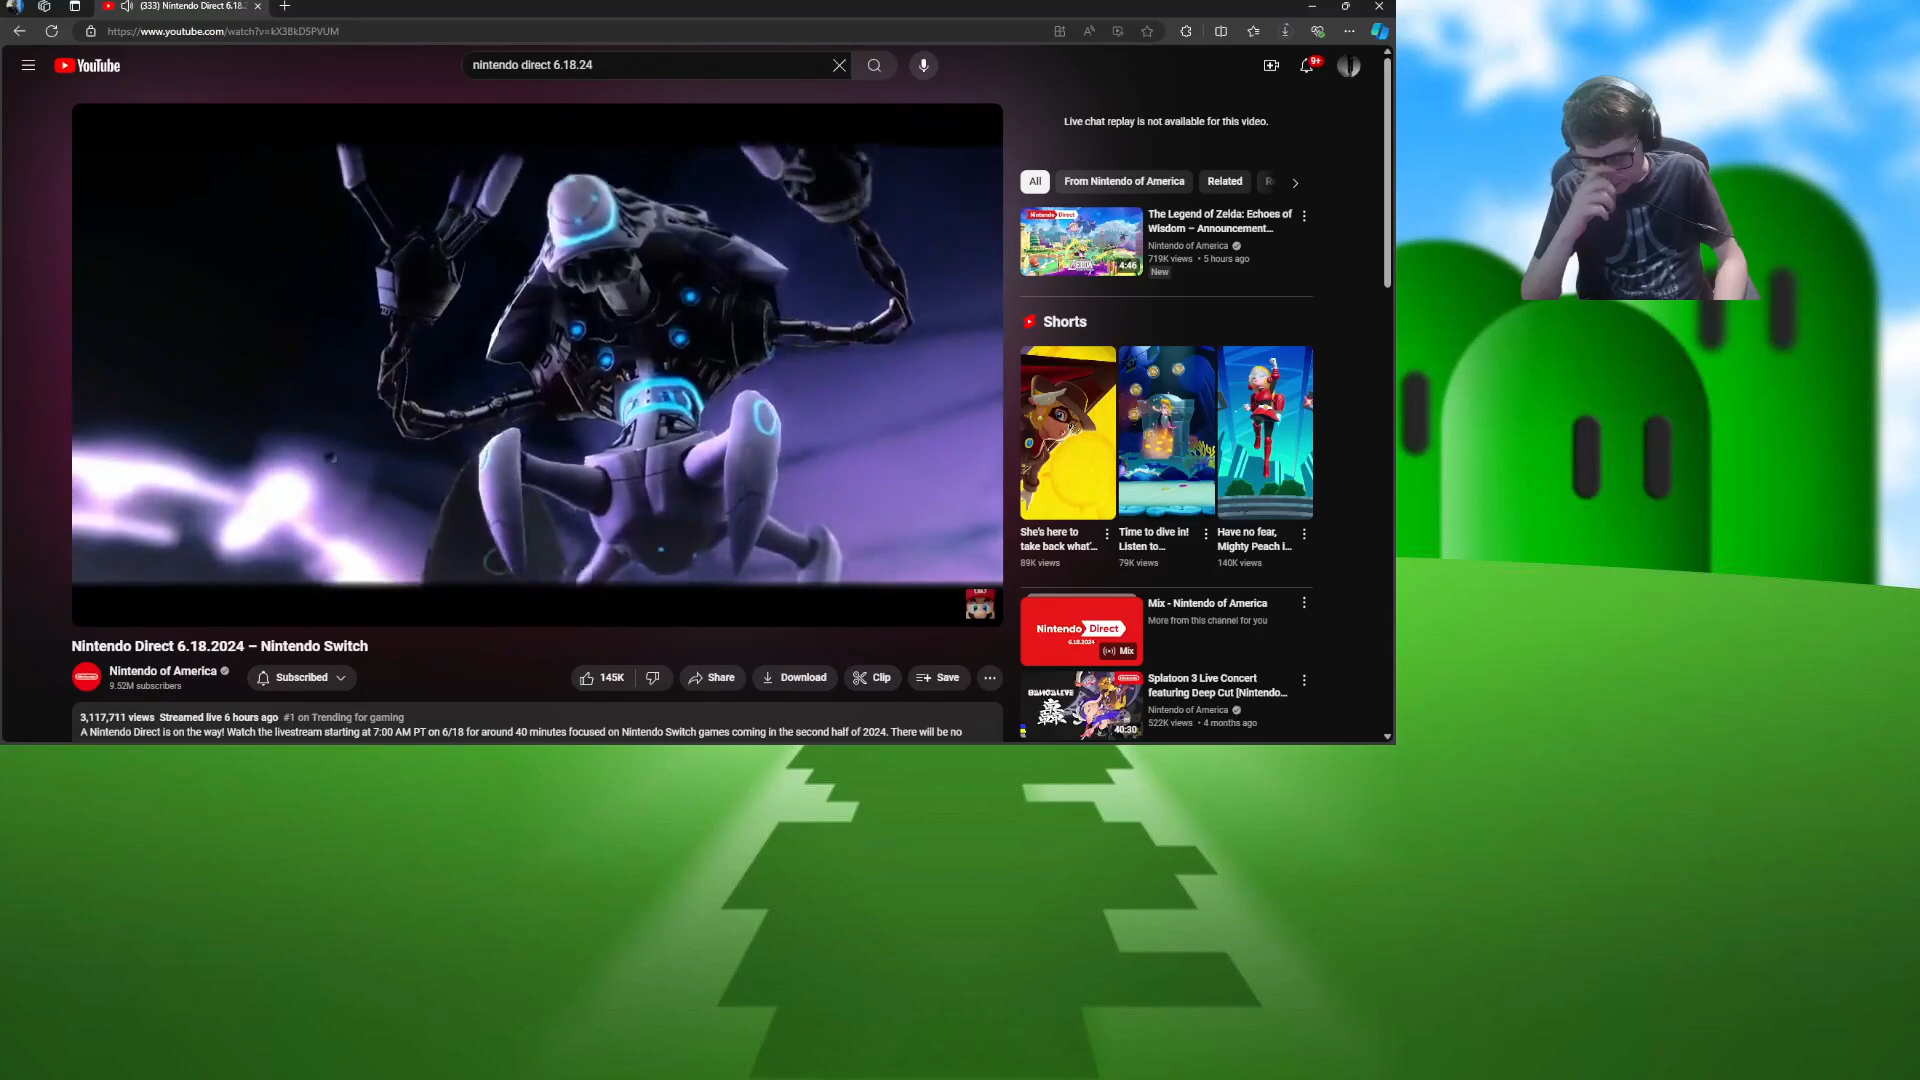 (333) Nintendo Direct 6.18.2
https://www.youtube.com/watch?v=kX3BkD5PVUM
YouTube
nintendo direct 6.18.24
9+
Live chat replay is not available for this video.
All
From Nintendo of America
Related
R
Nintendo Direct
ZELDA
4:46
The Legend of Zelda: Echoes of
Wisdom – Announcement...
Nintendo of America
719K views • 5 hours ago
New
Shorts
She's here to
take back what'...
89K views
Time to dive in!
Listen to...
79K views
Have no fear,
Mighty Peach i...
140K views
Nintendo Direct
6.18.2024
Mix
Mix - Nintendo of America
More from this channel for you
40:30
Splatoon 3 Live Concert
featuring Deep Cut [Nintendo...
Nintendo of America
522K views • 4 months ago
Nintendo Direct 6.18.2024 – Nintendo Switch
Nintendo of America
9.52M subscribers
Subscribed
145K
Share
Download
Clip
Save
3,117,711 views Streamed live 6 hours ago #1 on Trending for gaming
A Nintendo Direct is on the way! Watch the livestream starting at 7:00 AM PT on 6/18 for around 40 minutes focused on Nintendo Switch games coming in the second half of 2024. There will be no